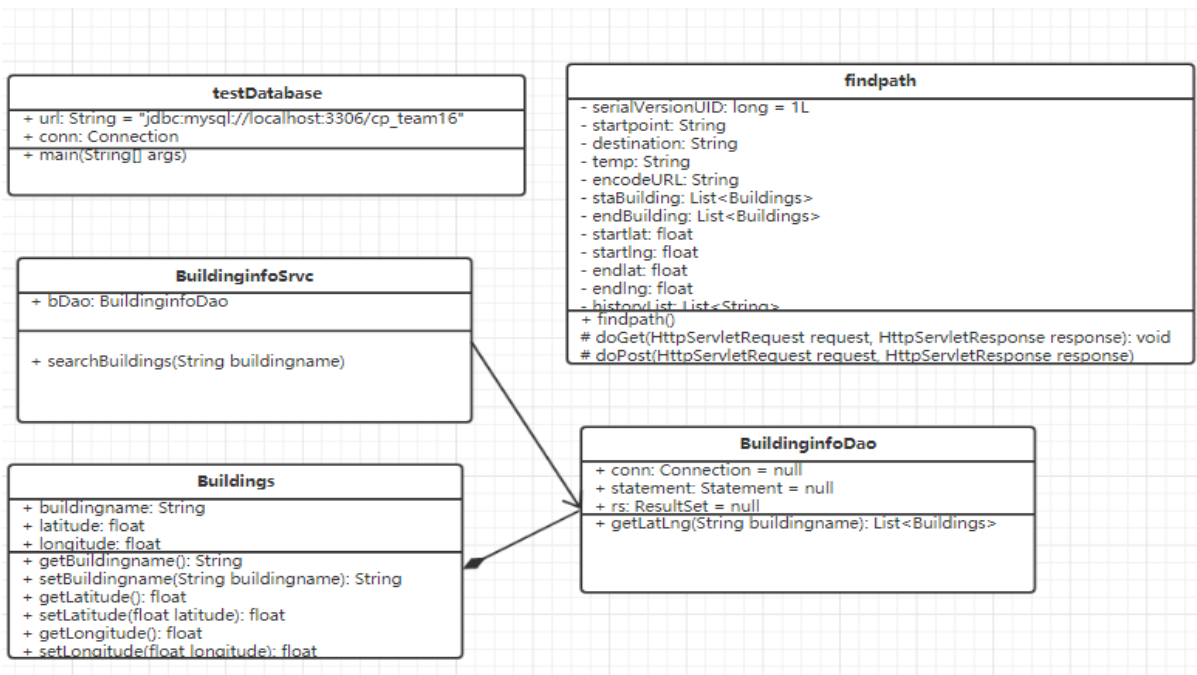 testDatabase
+ url: String = "jdbc:mysql://localhost:3306/cp_team16"
+ conn: Connection
+ main(String[] args)
findpath
- serialVersionUID: long = 1L
- startpoint: String
- destination: String
- temp: String
- encodeURL: String
- staBuilding: List<Buildings>
- endBuilding: List<Buildings>
- startlat: float
- startlng: float
- endlat: float
- endlng: float
- historyList: List<String>
+ findpath()
# doGet(HttpServletRequest request, HttpServletResponse response): void
# doPost(HttpServletRequest request, HttpServletResponse response)
BuildinginfoSrvc
+ bDao: BuildinginfoDao
+ searchBuildings(String buildingname)
BuildinginfoDao
+ conn: Connection = null
+ statement: Statement = null
+ rs: ResultSet = null
+ getLatLng(String buildingname): List<Buildings>
Buildings
+ buildingname: String
+ latitude: float
+ longitude: float
+ getBuildingname(): String
+ setBuildingname(String buildingname): String
+ getLatitude(): float
+ setLatitude(float latitude): float
+ getLongitude(): float
+ setLongitude(float longitude): float